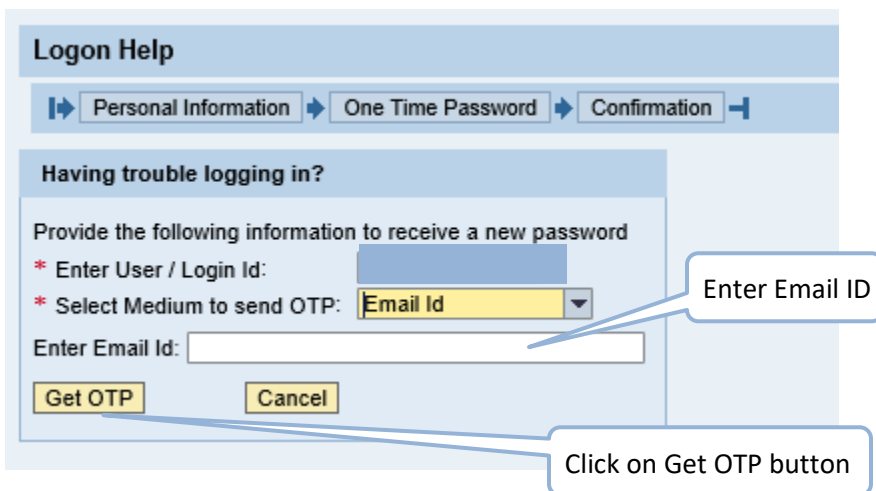 Logon Help
Personal Information One Time Password Confirmation
Having trouble logging in?
Provide the following information to receive a new password
* Enter User / Login Id:
* Select Medium to send OTP: Email Id
Enter Email ID
Enter Email Id:
Get OTP Cancel
Click on Get OTP button